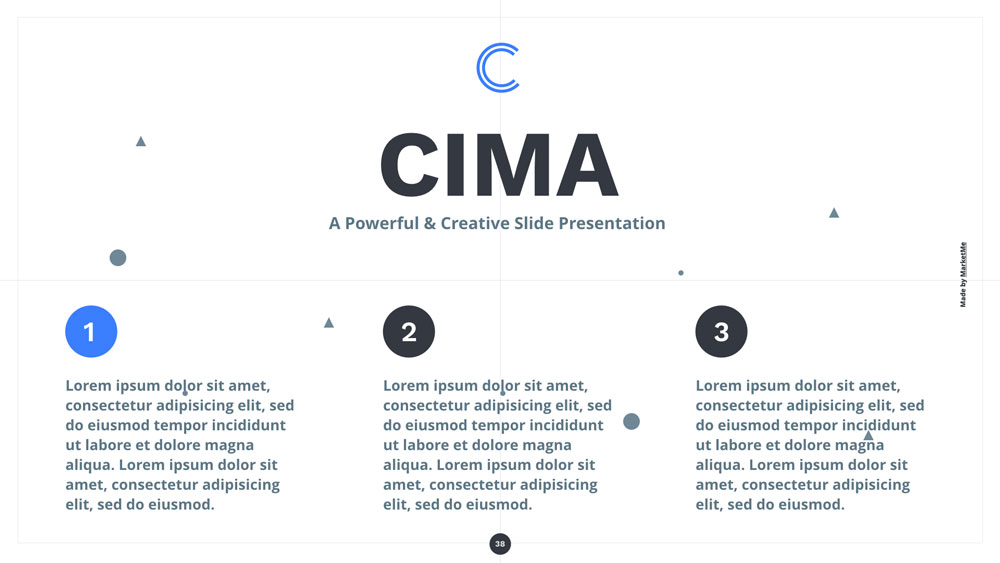 CIMA
A Powerful & Creative Slide Presentation
Made by MarketMe
1
Lorem ipsum dolor sit amet,
consectetur adipisicing elit, sed
do eiusmod tempor incididunt
ut labore et dolore magna
aliqua. Lorem ipsum dolor sit
amet, consectetur adipisicing
elit, sed do eiusmod.
2
Lorem ipsum dolor sit amet,
consectetur adipisicing elit, sed
do eiusmod tempor incididunt
ut labore et dolore magna
aliqua. Lorem ipsum dolor sit
amet, consectetur adipisicing
elit, sed do eiusmod.
3
Lorem ipsum dolor sit amet,
consectetur adipisicing elit, sed
do eiusmod tempor incididunt
ut labore et dolore magna
aliqua. Lorem ipsum dolor sit
amet, consectetur adipisicing
elit, sed do eiusmod.
38